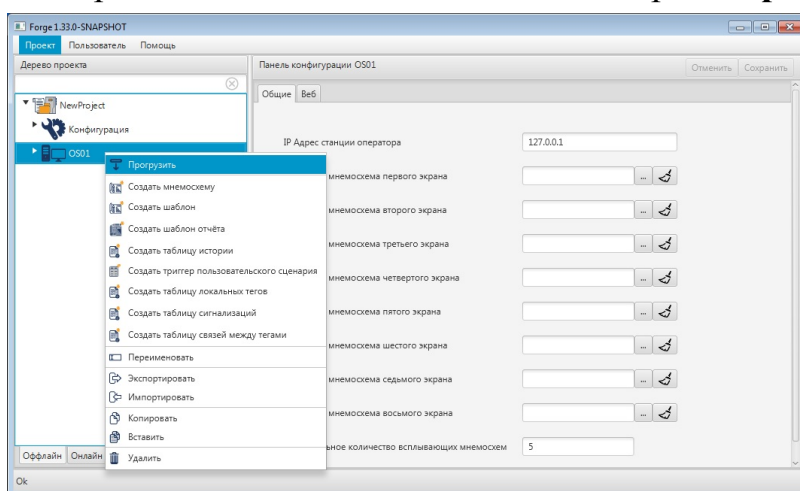 Forge 1.33.0-SNAPSHOT
Проект Пользователь Помощь
Дерево проекта
Панель конфигурации OS01
Отменить Сохранить
Общие Веб
NewProject
Конфигурация
OS01
IP Адрес станции оператора 127.0.0.1
Прогрузить
Создать мнемосхему
Создать шаблон
Создать шаблон отчёта
Создать таблицу истории
Создать триггер пользовательского сценария
Создать таблицу локальных тегов
Создать таблицу сигнализаций
Создать таблицу связей между тегами
Переименовать
Экспортировать
Импортировать
Копировать
Вставить
Удалить
мнемосхема первого экрана ...
мнемосхема второго экрана ...
мнемосхема третьего экрана ...
мнемосхема четвертого экрана ...
мнемосхема пятого экрана ...
мнемосхема шестого экрана ...
мнемосхема седьмого экрана ...
мнемосхема восьмого экрана ...
количество всплывающих мнемосхем 5
Оффлайн Онлайн
Ok